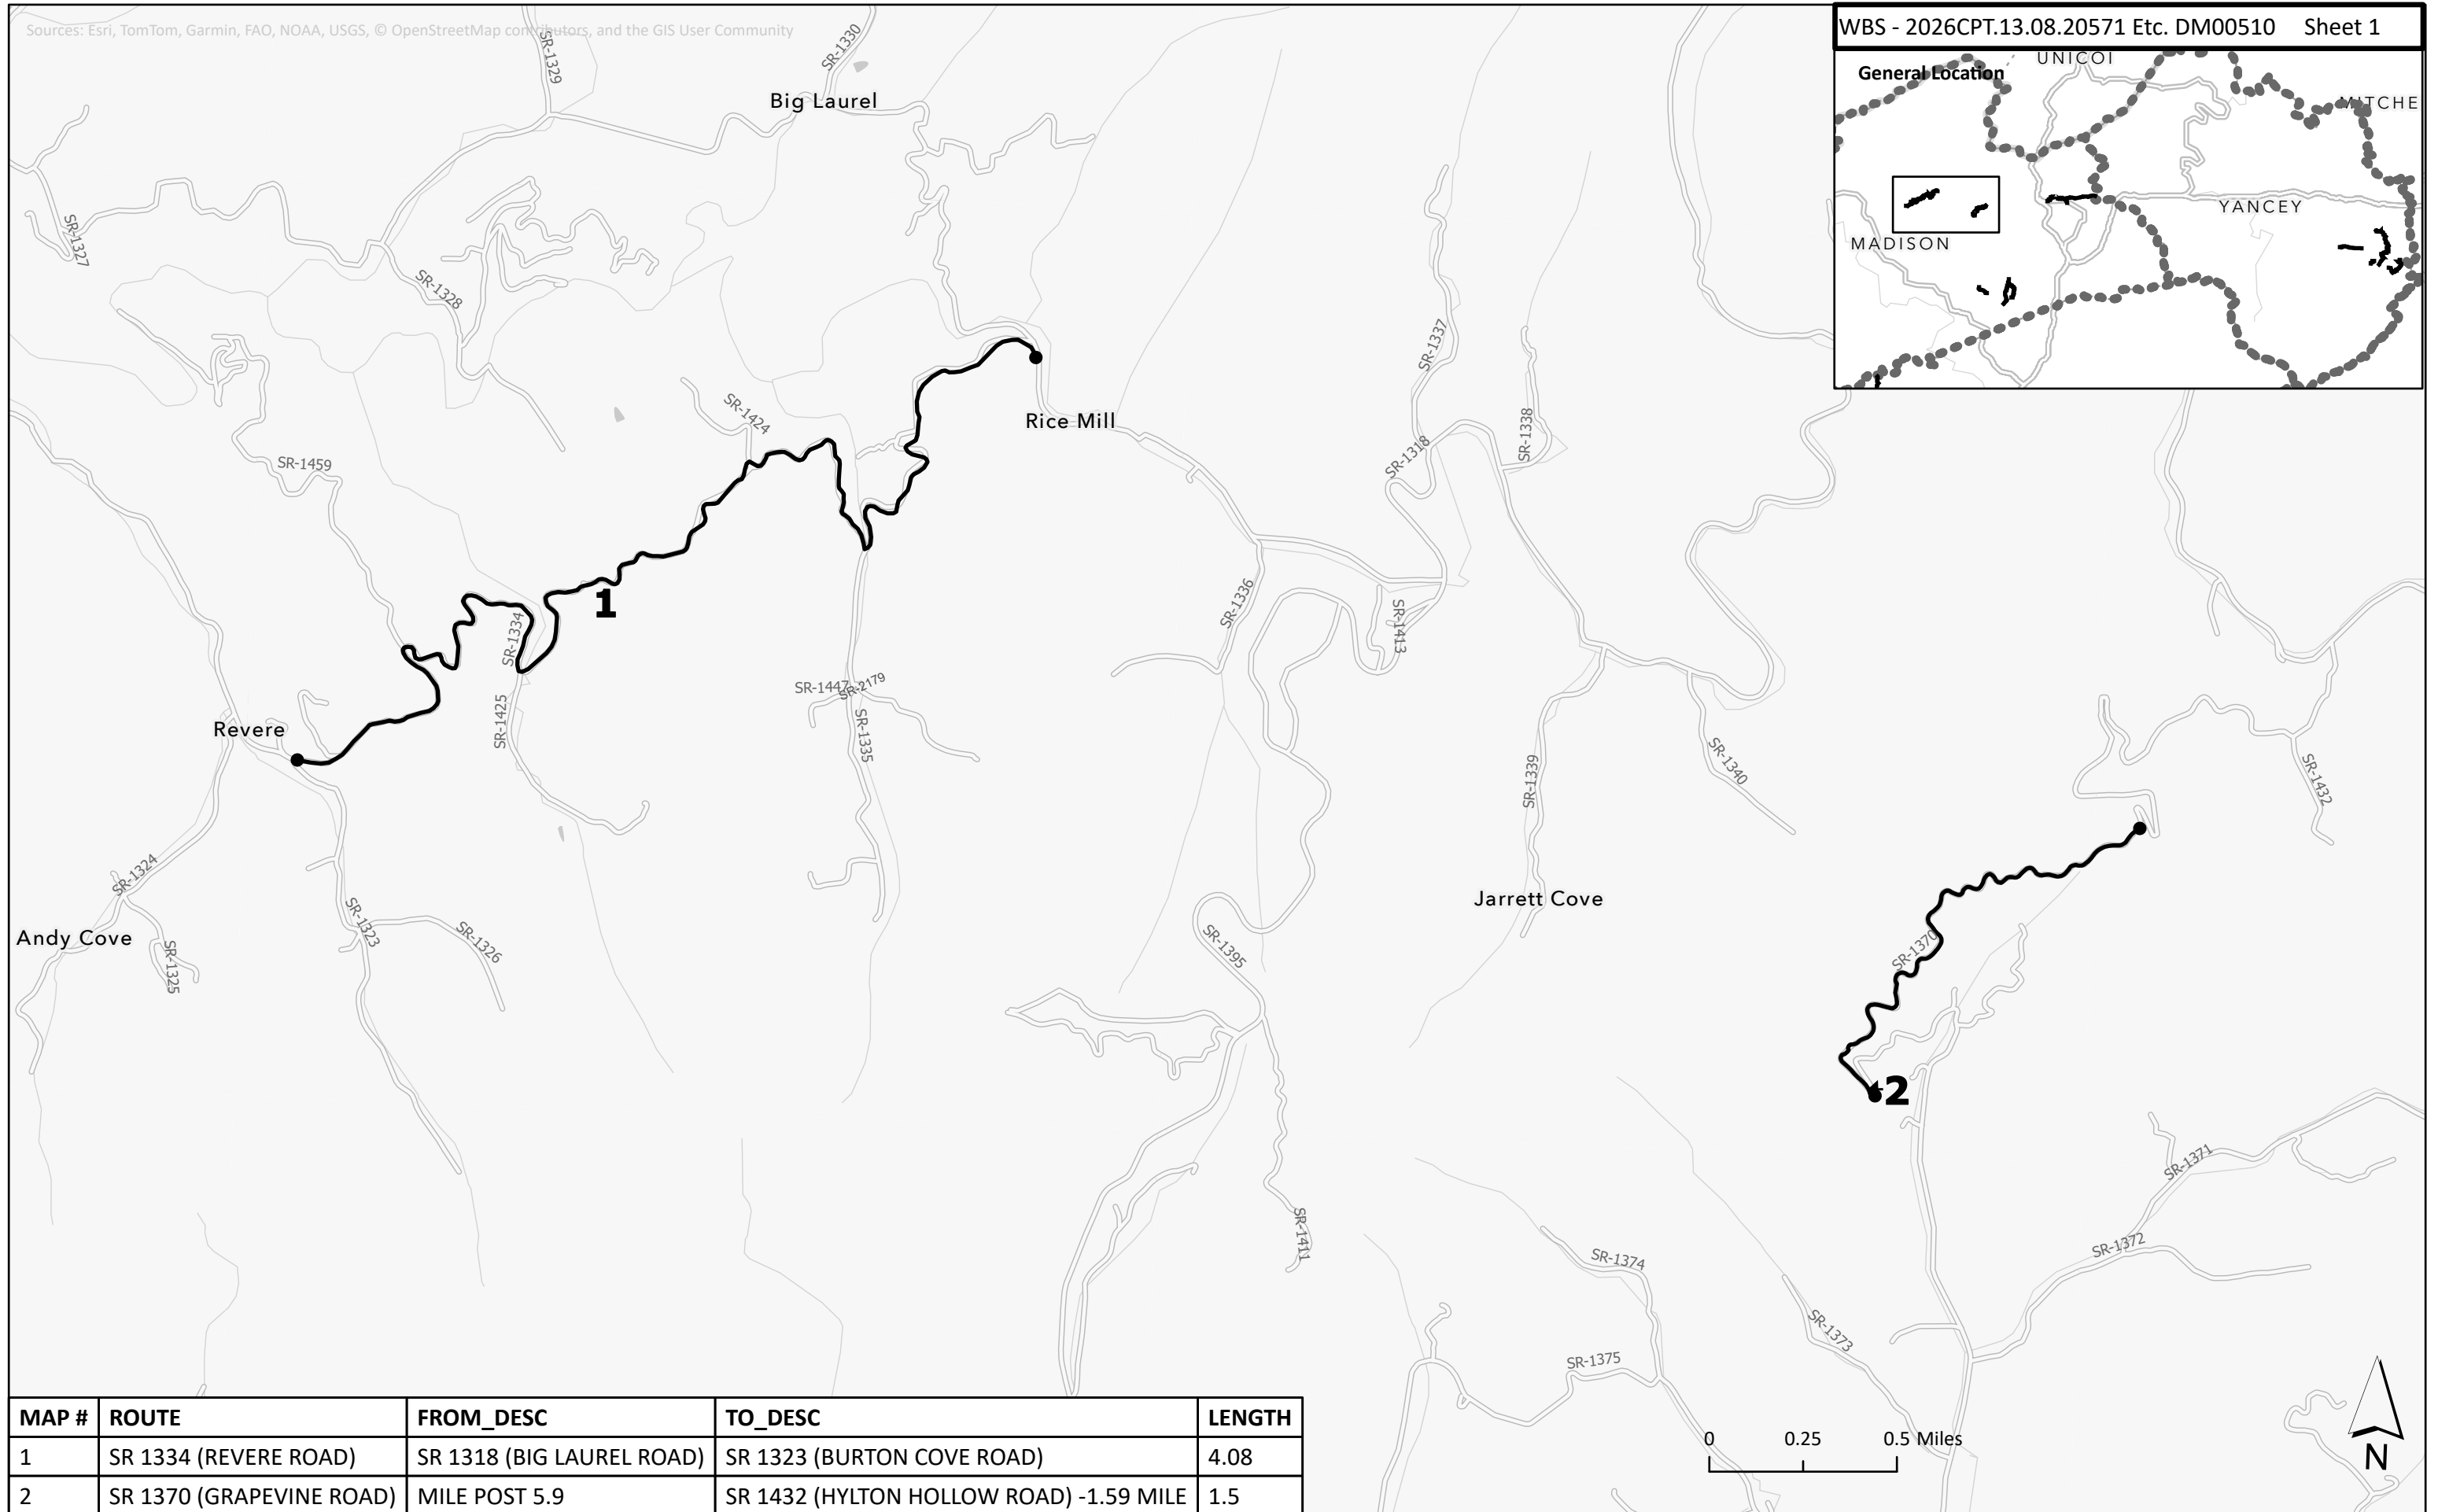 Sources: Esri, TomTom, Garmin, FAO, NOAA, USGS, © OpenStreetMap contributors, and the GIS User Community
WBS - 2026CPT.13.08.20571 Etc. DM00510 Sheet 1
General Location
UNICOI
MITCHE
YANCEY
MADISON
SR-1329
SR-1330
Big Laurel
SR-1327
SR-1328
SR-1337
SR-1424
Rice Mill
SR-1338
SR-1318
SR-1459
1
SR-1336
SR-1413
SR-1334
SR-1447
SR-2179
SR-1425
SR-1335
Revere
SR-1339
SR-1340
SR-1432
SR-1324
Jarrett Cove
Andy Cove
SR-1325
SR-1323
SR-1326
SR-1395
SR-1370
2
SR-1371
SR-1411
SR-1372
SR-1374
SR-1373
SR-1375
0 0.25 0.5 Miles
N
MAP # ROUTE FROM_DESC TO_DESC LENGTH
1 SR 1334 (REVERE ROAD) SR 1318 (BIG LAUREL ROAD) SR 1323 (BURTON COVE ROAD) 4.08
2 SR 1370 (GRAPEVINE ROAD) MILE POST 5.9 SR 1432 (HYLTON HOLLOW ROAD) -1.59 MILE 1.5